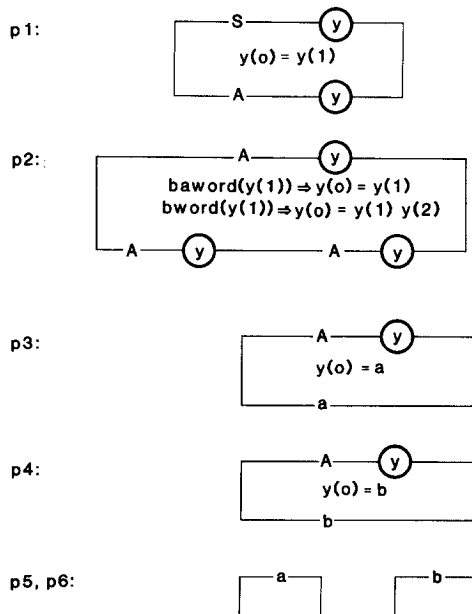 p1:
S y
y(o) = y(1)
A y
p2:
A y
baword(y(1)) ⇒ y(o) = y(1)
bword(y(1)) ⇒ y(o) = y(1) y(2)
A y A y
p3:
A y
y(o) = a
a
p4:
A y
y(o) = b
b
p5, p6:
a b